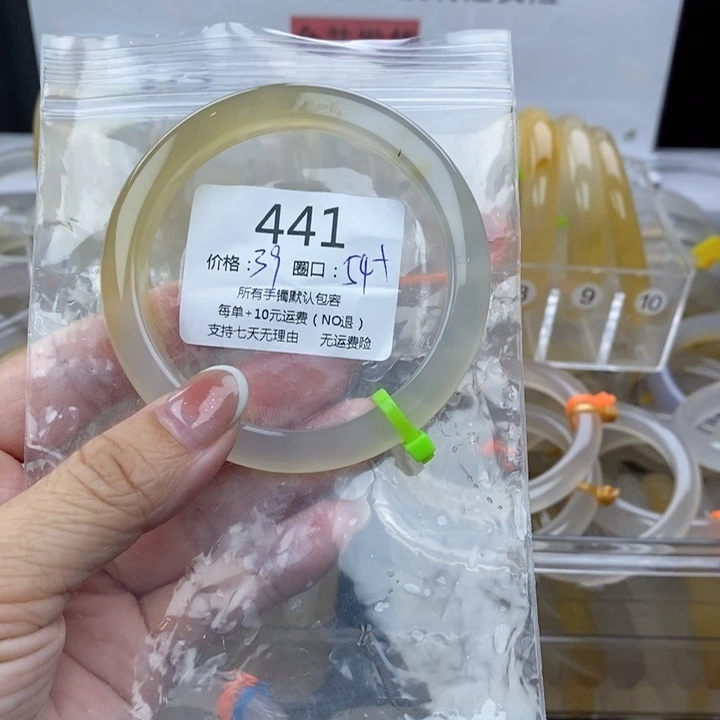 441
价格:39 圈口:54+
所有手镯默认包容
每单+10元运费(NO退)
支持七天无理由 无运费险
9
10